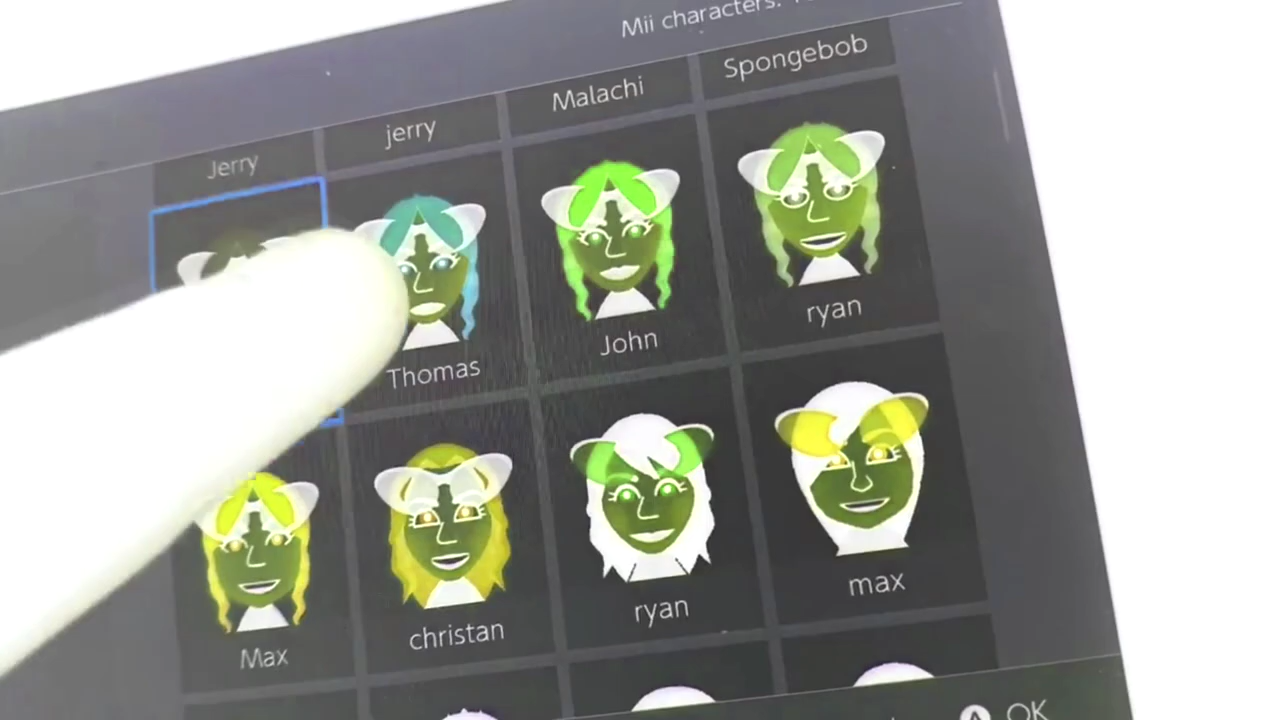 Mii characters.
Jerry
jerry
Malachi
Spongebob
Thomas
John
ryan
Max
christan
ryan
max
A OK